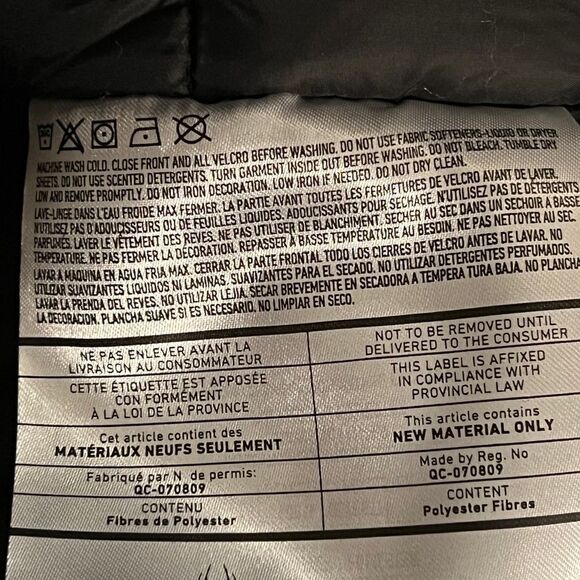 MACHINE WASH COLD. CLOSE FRONT AND ALL VELCRO BEFORE WASHING. DO NOT USE FABRIC SOFTENERS-LIQUID OR DRYER
SHEETS. DO NOT USE SCENTED DETERGENTS. TURN GARMENT INSIDE OUT BEFORE WASHING. DO NOT BLEACH. TUMBLE DRY
LOW AND REMOVE PROMPTLY. DO NOT IRON DECORATION. LOW IRON IF NEEDED. DO NOT DRY CLEAN.
LAVE-LINGE DANS L'EAU FROIDE MAX FERMER. LA PARTIE AVANT TOUTES LES FERMETURES DE VELCRO AVANT DE LAVER.
N'UTILISEZ PAS D'ADOUCISSEURS OU DE FEUILLES LIQUIDES. ADOUCISSANTS POUR SECHAGE. N'UTILISEZ PAS DE DETERGENTS
PARFUMES. LAVER LE VÊTEMENT DES REVES. NE PAS UTILISER DE BLANCHIMENT. SECHER AU SEC DANS UN SECHOIR A BASSE
TEMPERATURE. NE PAS FERMER LA DÉCORATION. REPASSER À BASSE TEMPÉRATURE AU BESOIN. NE PAS NETTOYER AU SEC.
LAVAR A MAQUINA EN AGUA FRIA MAX. CERRAR LA PARTE FRONTAL TODO LOS CIERRES DE VELCRO ANTES DE LAVAR. NO
UTILIZAR SUAVIZANTES LIQUIDOS NI LAMINAS, SUAVIZANTES PARA EL SECADO. NO UTILIZAR DETERGENTES PERFUMADOS.
LAVAR LA PRENDA DEL REVES. NO UTILIZAR LEJIA. SECAR BREVEMENTE EN SECADORA A TEMPERA TURA BAJA. NO PLANCHA
LA DECORACION. PLANCHA SUAVE SI ES NECESARIO. NO LIMPIAR EN SECO.
NE PAS ENLEVER AVANT LA
LIVRAISON AU CONSOMMATEUR
NOT TO BE REMOVED UNTIL
DELIVERED TO THE CONSUMER
CETTE ÉTIQUETTE EST APPOSÉE
CON FORMÉMENT
À LA LOI DE LA PROVINCE
THIS LABEL IS AFFIXED
IN COMPLIANCE WITH
PROVINCIAL LAW
Cet article contient des
MATÉRIAUX NEUFS SEULEMENT
This article contains
NEW MATERIAL ONLY
Fabriqué par N. de permis:
QC-070809
Made by Reg. No
QC-070809
CONTENU
Fibres de Polyester
CONTENT
Polyester Fibres